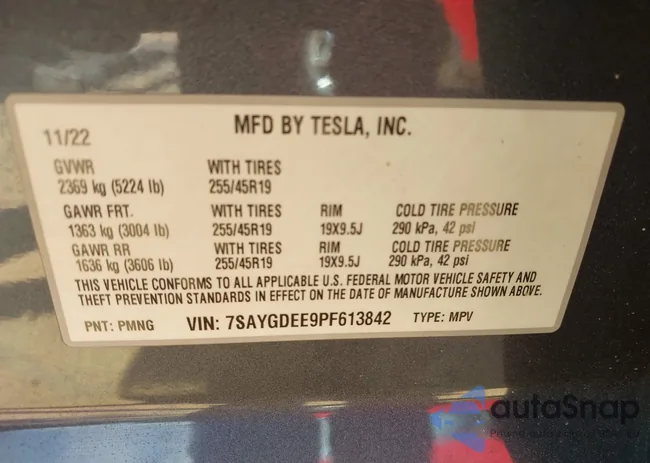 11/22 MFD BY TESLA, INC.
GVWR WITH TIRES
2369 kg (5224 lb) 255/45R19
GAWR FRT. WITH TIRES RIM COLD TIRE PRESSURE
1363 kg (3004 lb) 255/45R19 19X9.5J 290 kPa, 42 psi
GAWR RR WITH TIRES RIM COLD TIRE PRESSURE
1636 kg (3606 lb) 255/45R19 19X9.5J 290 kPa, 42 psi
THIS VEHICLE CONFORMS TO ALL APPLICABLE U.S. FEDERAL MOTOR VEHICLE SAFETY AND
THEFT PREVENTION STANDARDS IN EFFECT ON THE DATE OF MANUFACTURE SHOWN ABOVE.
PNT: PMNG VIN: 7SAYGDEE9PF613842 TYPE: MPV
autoSnap